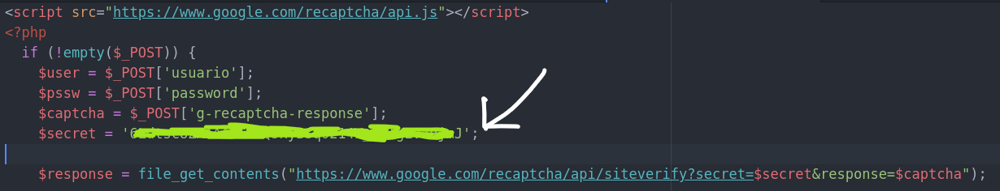 <script src="https://www.google.com/recaptcha/api.js"></script>
<?php
if (!empty($_POST)) {
$user = $_POST['usuario'];
$pssw = $_POST['password'];
$captcha = $_POST['g-recaptcha-response'];
$secret = '';
$response = file_get_contents("https://www.google.com/recaptcha/api/siteverify?secret=$secret&response=$captcha");